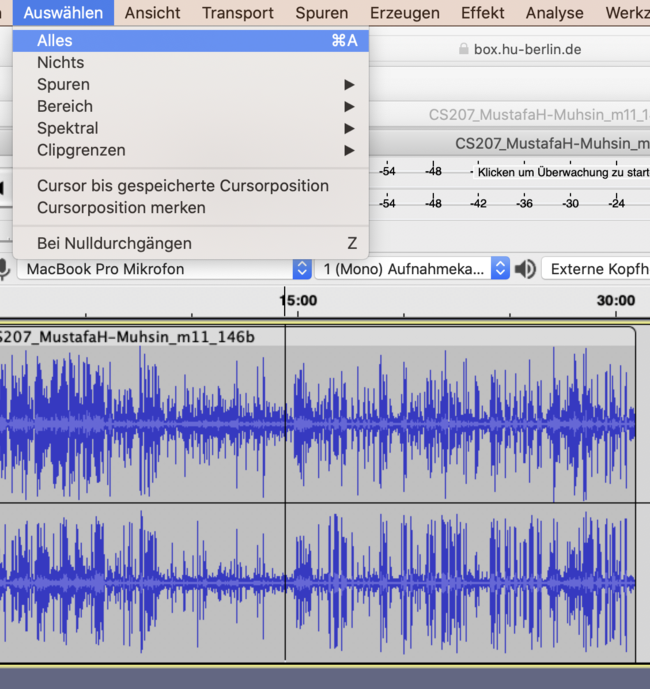 Auswählen Ansicht Transport Spuren Erzeugen Effekt Analyse Werkz
Alles ⌘A
box.hu-berlin.de
Nichts
Spuren ▶
Bereich ▶
CS207_MustafaH-Muhsin_m11_1
Spektral ▶
CS207_MustafaH-Muhsin_m
Clipgrenzen ▶
-54 -48 - Klicken um Überwachung zu start
Cursor bis gespeicherte Cursorposition
Cursorposition merken
-54 -48 -42 -36 -30 -24
Bei Nulldurchgängen Z
MacBook Pro Mikrofon 1 (Mono) Aufnahmeka... Externe Kopfh
15:00 30:00
S207_MustafaH-Muhsin_m11_146b